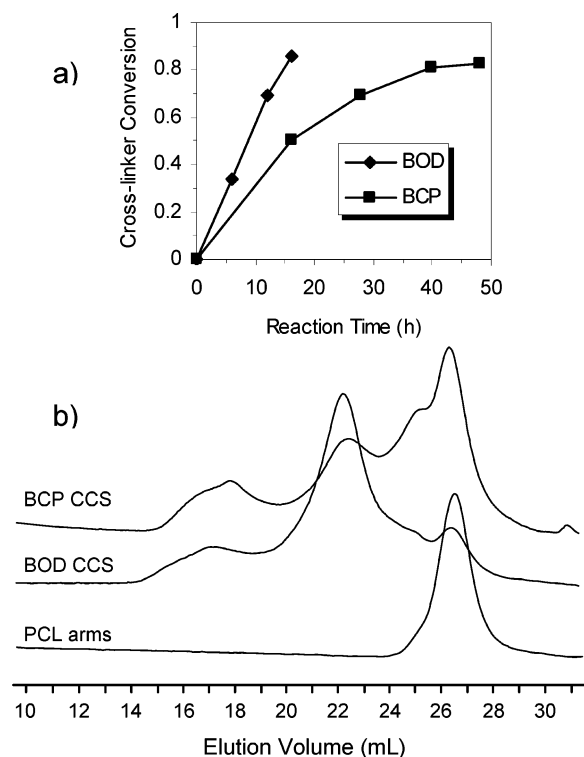 a)
1
0.8
0.6
0.4
0.2
0
Cross-linker Conversion
BOD
BCP
0 10 20 30 40 50
Reaction Time (h)
b)
BCP CCS
BOD CCS
PCL arms
10 12 14 16 18 20 22 24 26 28 30
Elution Volume (mL)